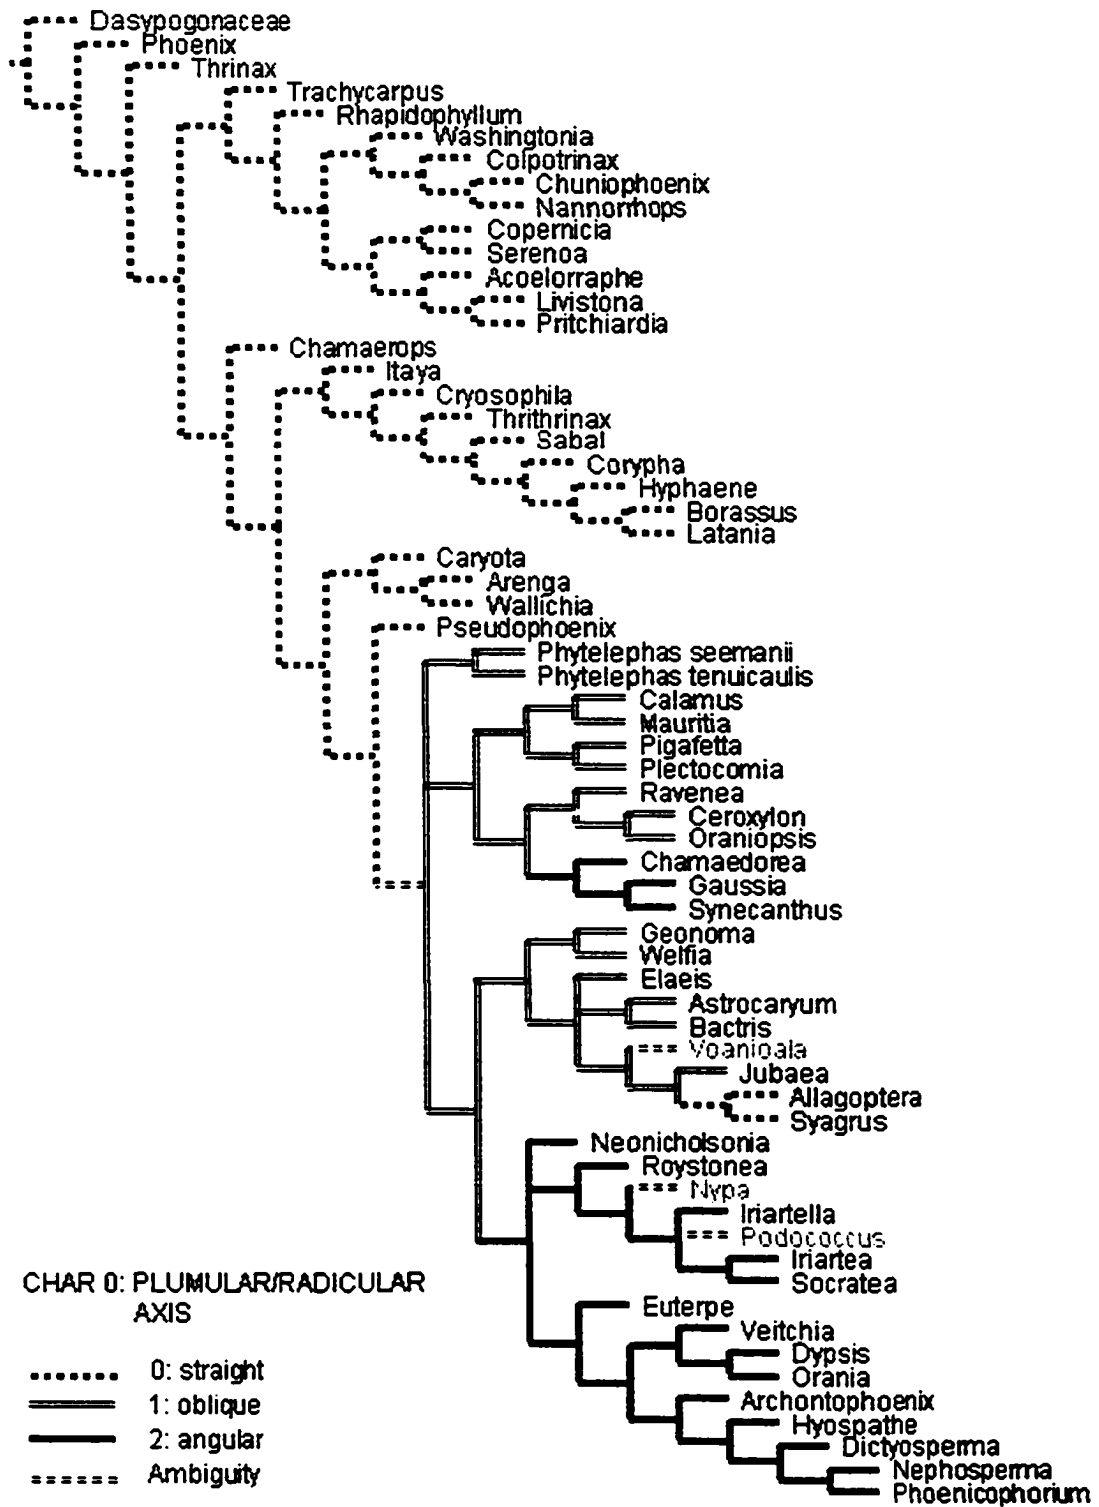 Dasypogonaceae
Phoenix
Thrinax
Trachycarpus
Rhapidophyllum
Washingtonia
Colpotrinax
Chuniophoenix
Nannorrhops
Copernicia
Serenoa
Acoelorraphe
Livistona
Pritchiardia
Chamaerops
Itaya
Cryosophila
Thrithrinax
Sabal
Corypha
Hyphaene
Borassus
Latania
Caryota
Arenga
Wallichia
Pseudophoenix
Phytelephas seemanii
Phytelephas tenuicaulis
Calamus
Mauritia
Pigafetta
Plectocomia
Ravenea
Ceroxylon
Oraniopsis
Chamaedorea
Gaussia
Synecanthus
Geonoma
Welfia
Elaeis
Astrocaryum
Bactris
Voanioala
Jubaea
Allagoptera
Syagrus
Neonicholsonia
Roystonea
Nypa
Iriartella
Podococcus
Iriartea
Socratea
Euterpe
Veitchia
Dypsis
Orania
Archontophoenix
Hyospathe
Dictyosperma
Nephosperma
Phoenicophorium
CHAR 0: PLUMULAR/RADICULAR
AXIS
0: straight
1: oblique
2: angular
Ambiguity